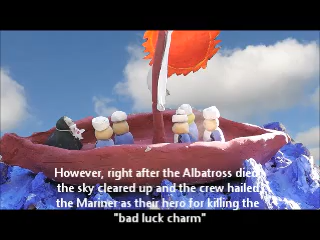 However, right after the Albatross died,
the sky cleared up and the crew hailed
the Mariner as their hero for killing the
"bad luck charm"